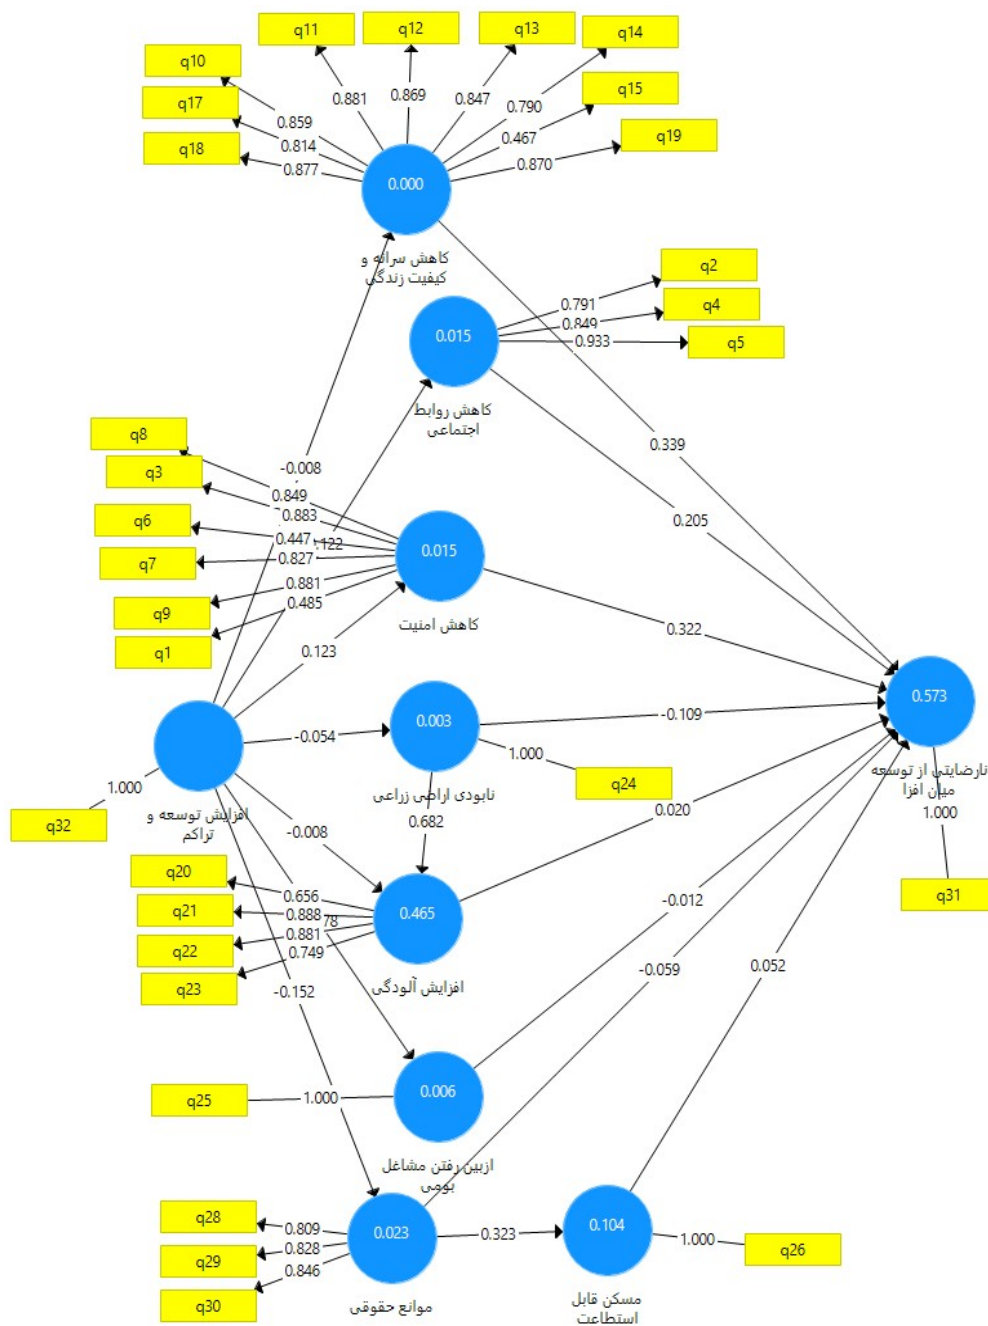 q11
q12
q13
q14
q10
q15
q17
q19
q18
0.881
0.869
0.847
0.790
0.859
0.467
0.814
0.870
0.877
0.000
کاهش سرانه و
کیفیت زندگی
q2
q4
q5
0.791
0.849
0.933
0.015
کاهش روابط
اجتماعی
0.339
0.205
q8
q3
q6
q7
q9
q1
-0.008
0.849
0.883
0.447
.122
0.827
0.881
0.485
0.015
کاهش امنیت
0.123
0.322
0.573
نارضایتی از توسعه
میان افزا
1.000
q31
-0.054
0.003
نابودی اراضی زراعی
-0.109
1.000
q24
1.000
q32
افزایش توسعه و
تراکم
-0.008
0.682
0.020
q20
q21
q22
q23
0.656
0.888
78
0.881
0.749
0.465
افزایش آلودگی
-0.152
-0.012
-0.059
0.052
q25
1.000
0.006
ازبین رفتن مشاغل
بومی
q28
q29
q30
0.809
0.828
0.846
0.023
موانع حقوقی
0.323
0.104
مسکن قابل
استطاعت
1.000
q26